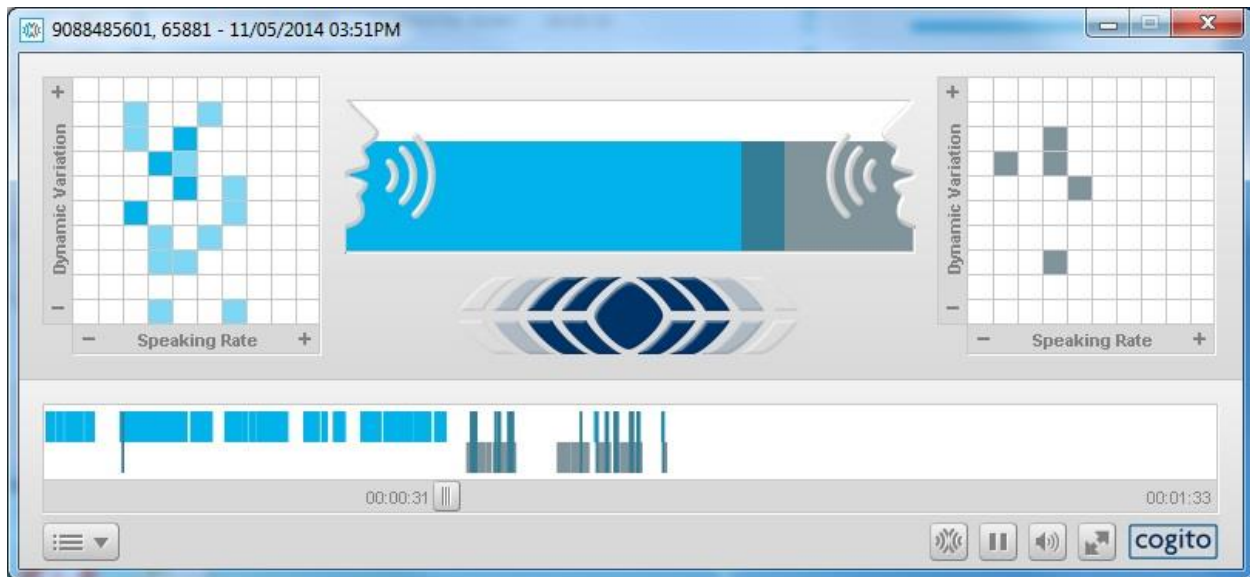 9088485601, 65881 - 11/05/2014 03:51PM
+
Dynamic Variation
−
− Speaking Rate +
+
Dynamic Variation
−
− Speaking Rate +
00:00:31
00:01:33
cogito